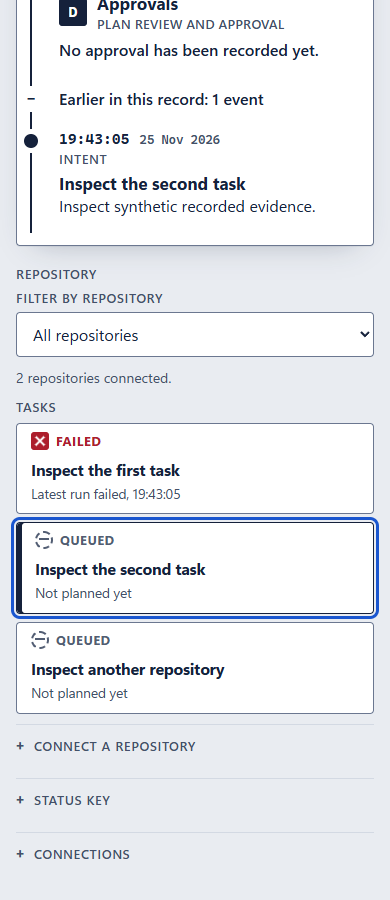 D
Approvals
PLAN REVIEW AND APPROVAL
No approval has been recorded yet.
– Earlier in this record: 1 event
19:43:05 25 Nov 2026
INTENT
Inspect the second task
Inspect synthetic recorded evidence.
REPOSITORY
FILTER BY REPOSITORY
All repositories
2 repositories connected.
TASKS
FAILED
Inspect the first task
Latest run failed, 19:43:05
QUEUED
Inspect the second task
Not planned yet
QUEUED
Inspect another repository
Not planned yet
+ CONNECT A REPOSITORY
+ STATUS KEY
+ CONNECTIONS